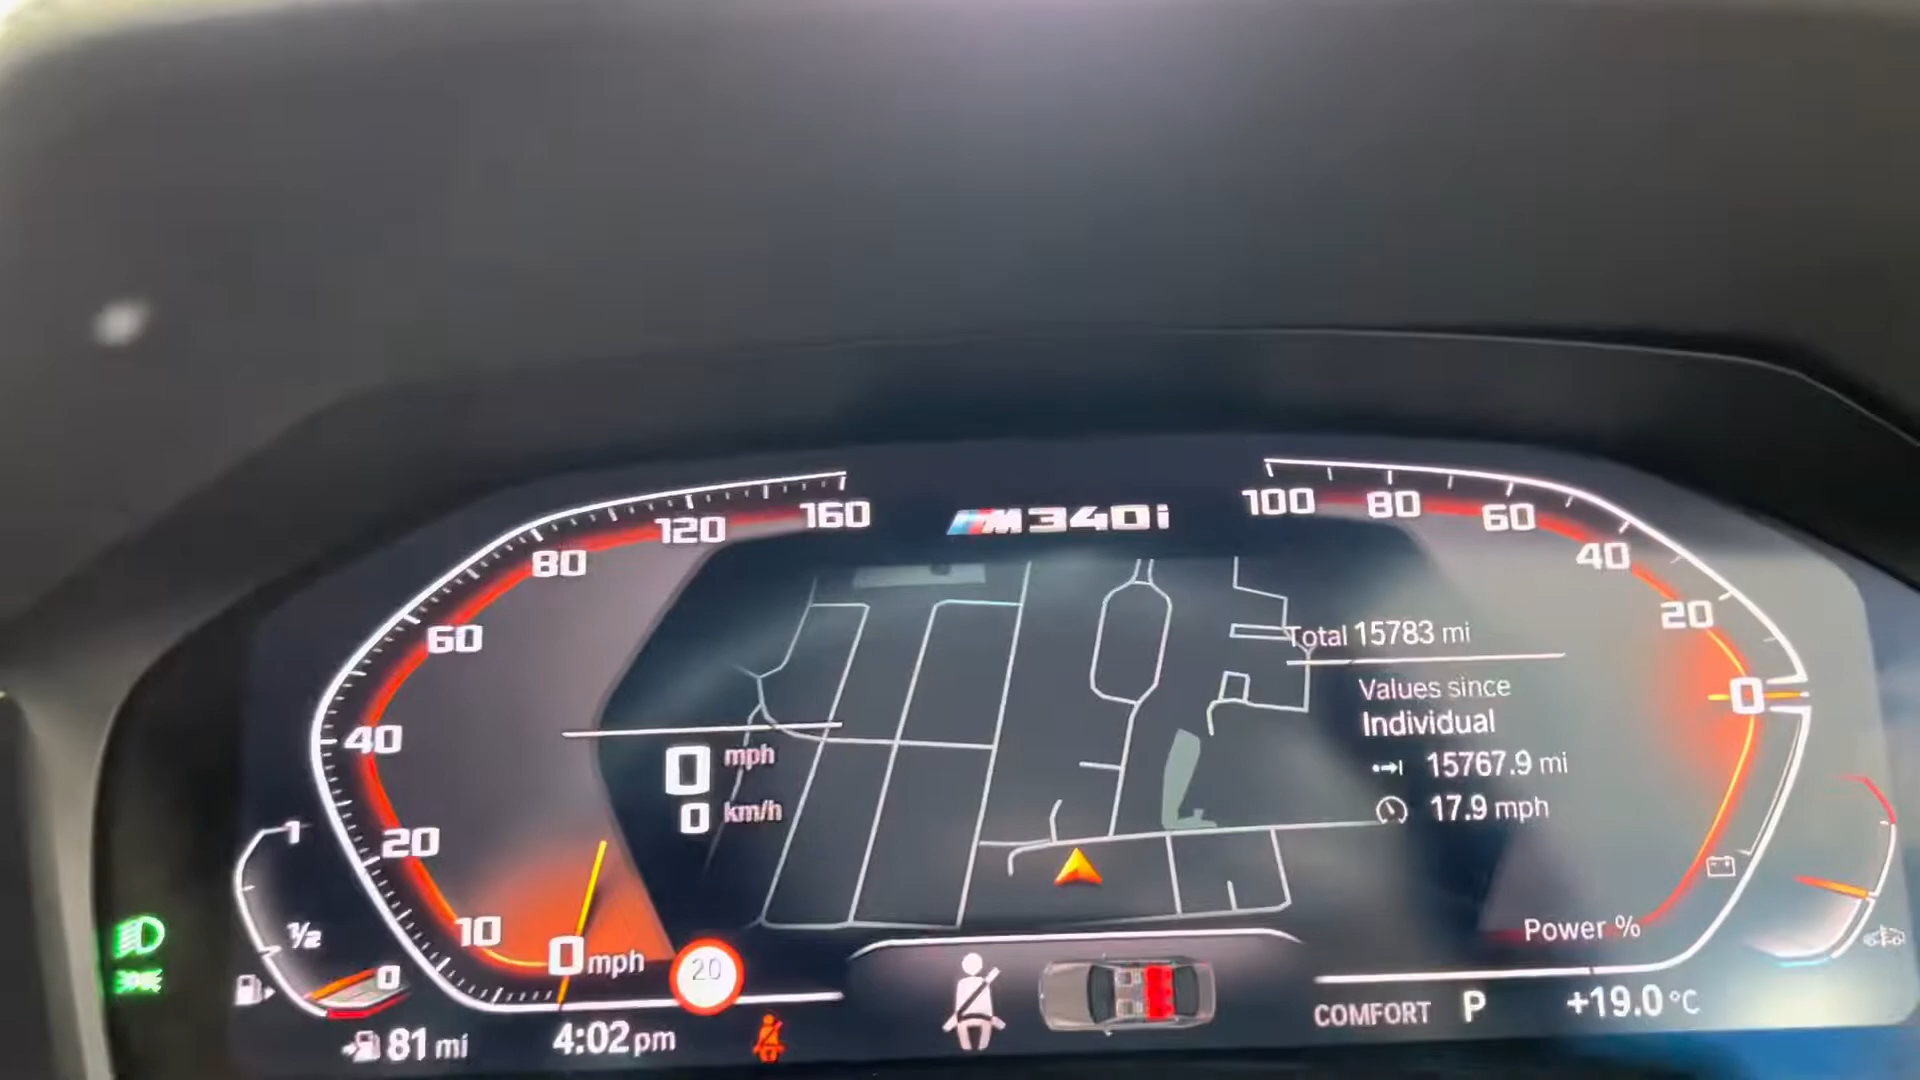 160
120
80
60
40
20
10
0 mph
M340i
100
80
60
40
20
0
Power %
Total 15783 mi
Values since
Individual
15767.9 mi
17.9 mph
0 mph
0 km/h
1
1/2
0
20
81 mi
4:02 pm
COMFORT P +19.0 °C